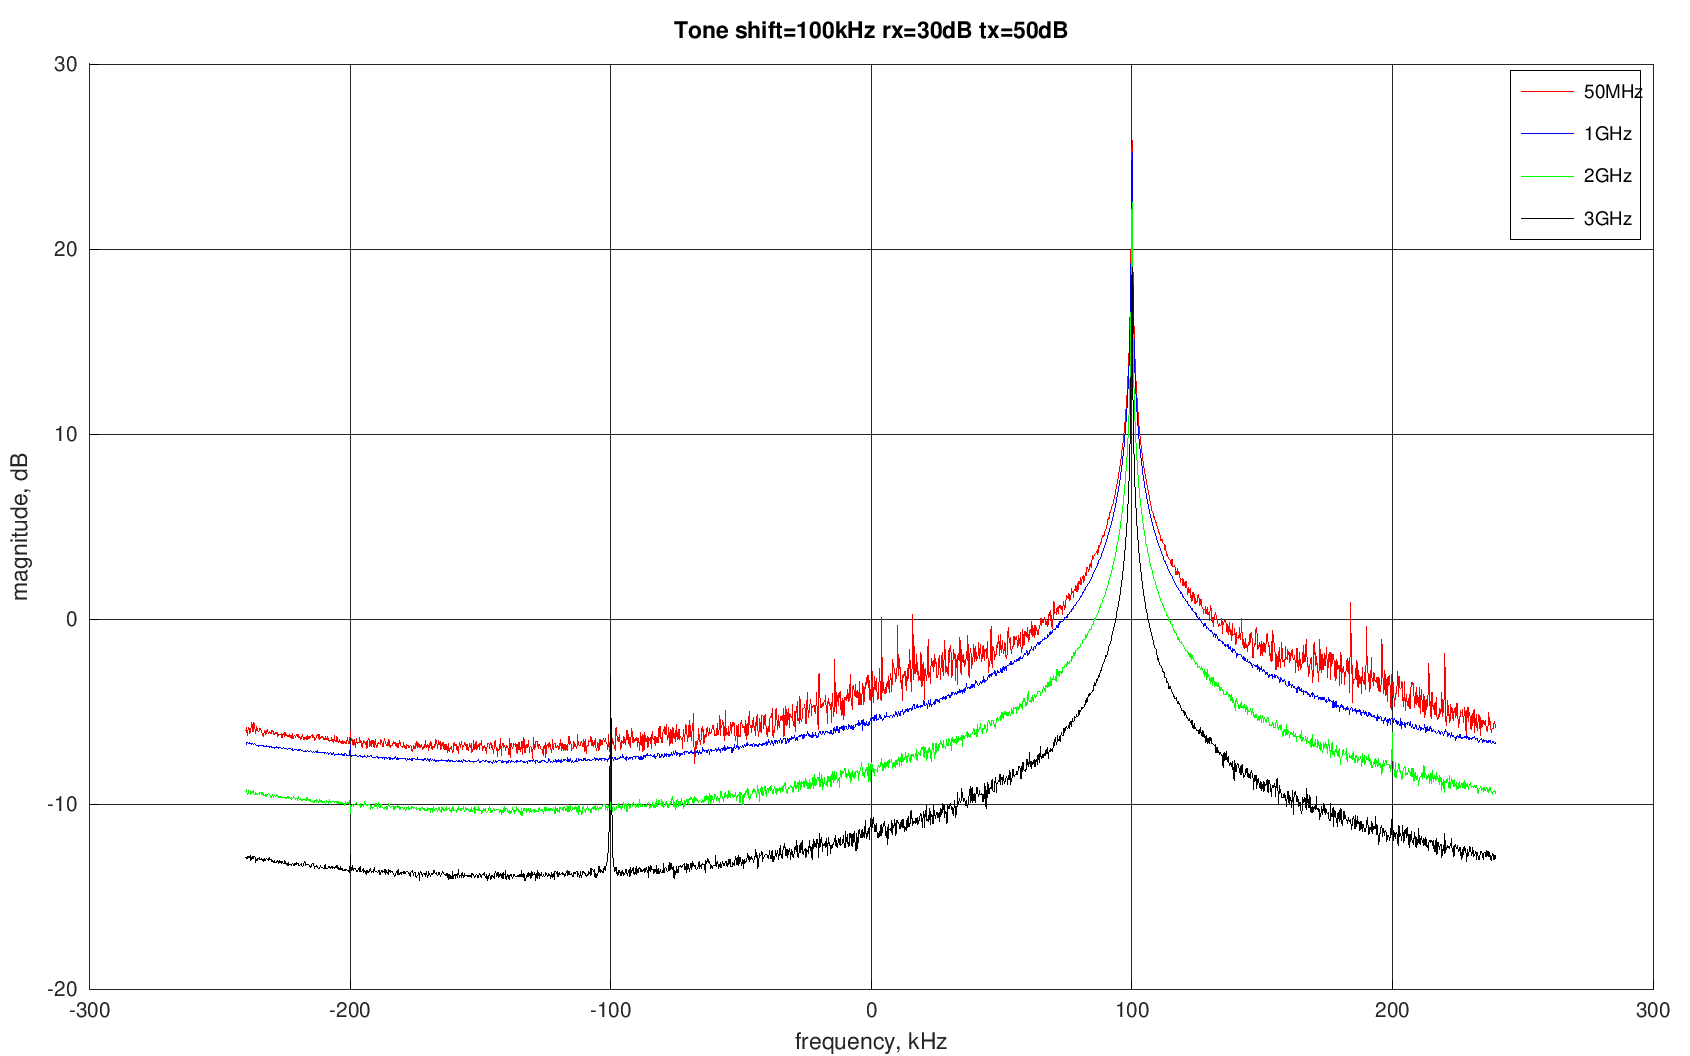 Tone shift=100kHz rx=30dB tx=50dB
30
20
10
0
-10
-20
magnitude, dB
50MHz
1GHz
2GHz
3GHz
-300
-200
-100
0
100
200
300
frequency, kHz